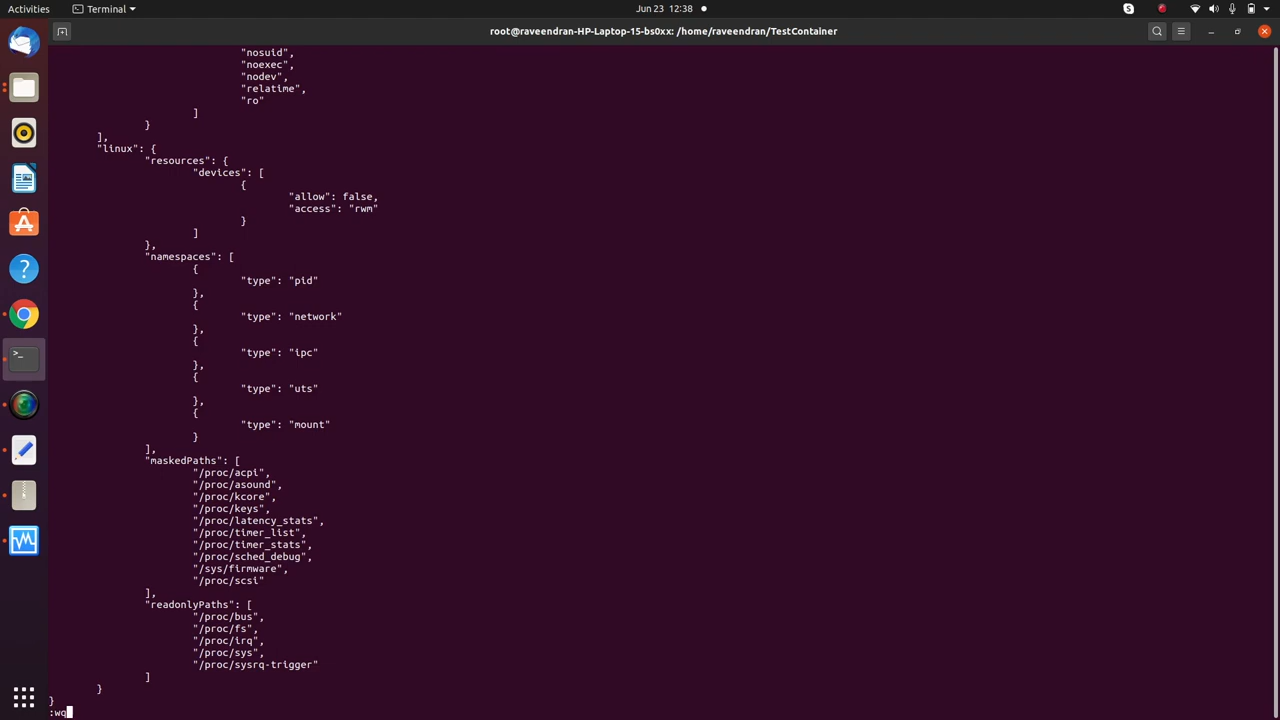 Activities
Terminal
Jun 23 12:38
root@raveendran-HP-Laptop-15-bs0xx: /home/raveendran/TestContainer
"nosuid",
"noexec",
"nodev",
"relatime",
"ro"
]
}
],
"linux": {
"resources": {
"devices": [
{
"allow": false,
"access": "rwm"
}
]
},
"namespaces": [
{
"type": "pid"
},
{
"type": "network"
},
{
"type": "ipc"
},
{
"type": "uts"
},
{
"type": "mount"
}
],
"maskedPaths": [
"/proc/acpi",
"/proc/asound",
"/proc/kcore",
"/proc/keys",
"/proc/latency_stats",
"/proc/timer_list",
"/proc/timer_stats",
"/proc/sched_debug",
"/sys/firmware",
"/proc/scsi"
],
"readonlyPaths": [
"/proc/bus",
"/proc/fs",
"/proc/irq",
"/proc/sys",
"/proc/sysrq-trigger"
]
}
}
:wq